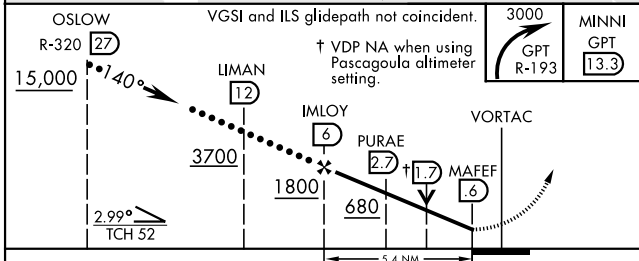 OSLOW
R-320 27
VGSI and ILS glidepath not coincident.
† VDP NA when using
Pascagoula altimeter
setting.
3000
GPT
R-193
MINNI
GPT
13.3
15,000
140°
LIMAN
12
IMLOY
6
PURAE
2.7
† 1.7
VORTAC
MAFEF
.6
3700
1800
680
2.99°
TCH 52
5.4 NM